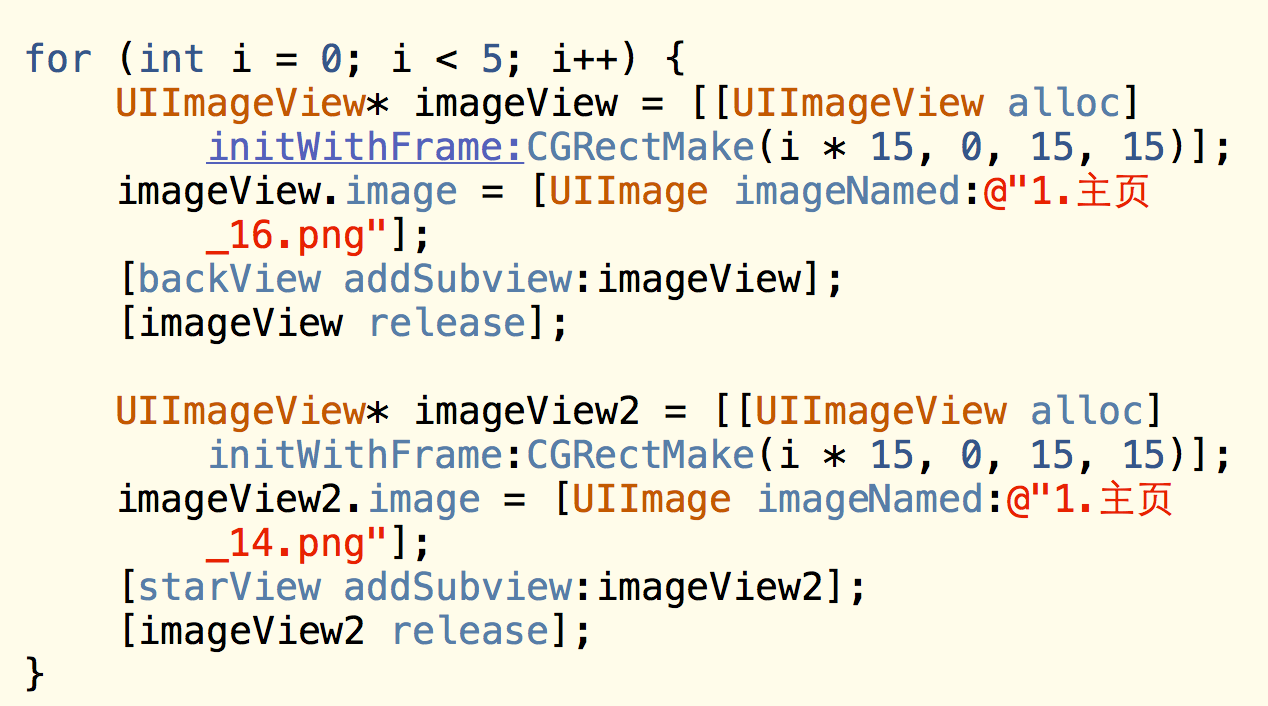 for (int i = 0; i < 5; i++) {
UIImageView* imageView = [[UIImageView alloc]
initWithFrame:CGRectMake(i * 15, 0, 15, 15)];
imageView.image = [UIImage imageNamed:@"1.主页
_16.png"];
[backView addSubview:imageView];
[imageView release];
UIImageView* imageView2 = [[UIImageView alloc]
initWithFrame:CGRectMake(i * 15, 0, 15, 15)];
imageView2.image = [UIImage imageNamed:@"1.主页
_14.png"];
[starView addSubview:imageView2];
[imageView2 release];
}